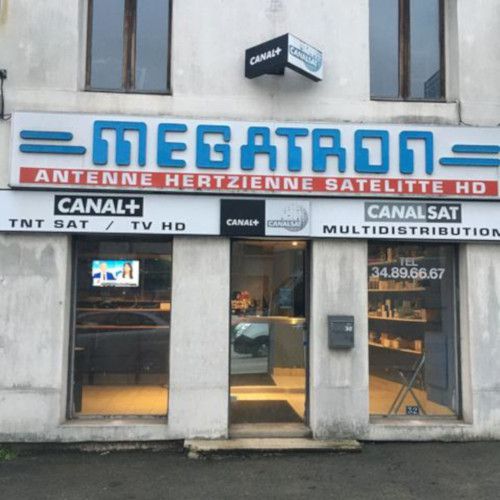 CANAL+
CANALSAT
MEGATRON
ANTENNE HERTZIENNE SATELITTE HD
CANAL+
CANAL+
CANALSAT
CANALSAT
TNT SAT / TV HD
MULTIDISTRIBUTION
TEL
34.89.66.67
30
32